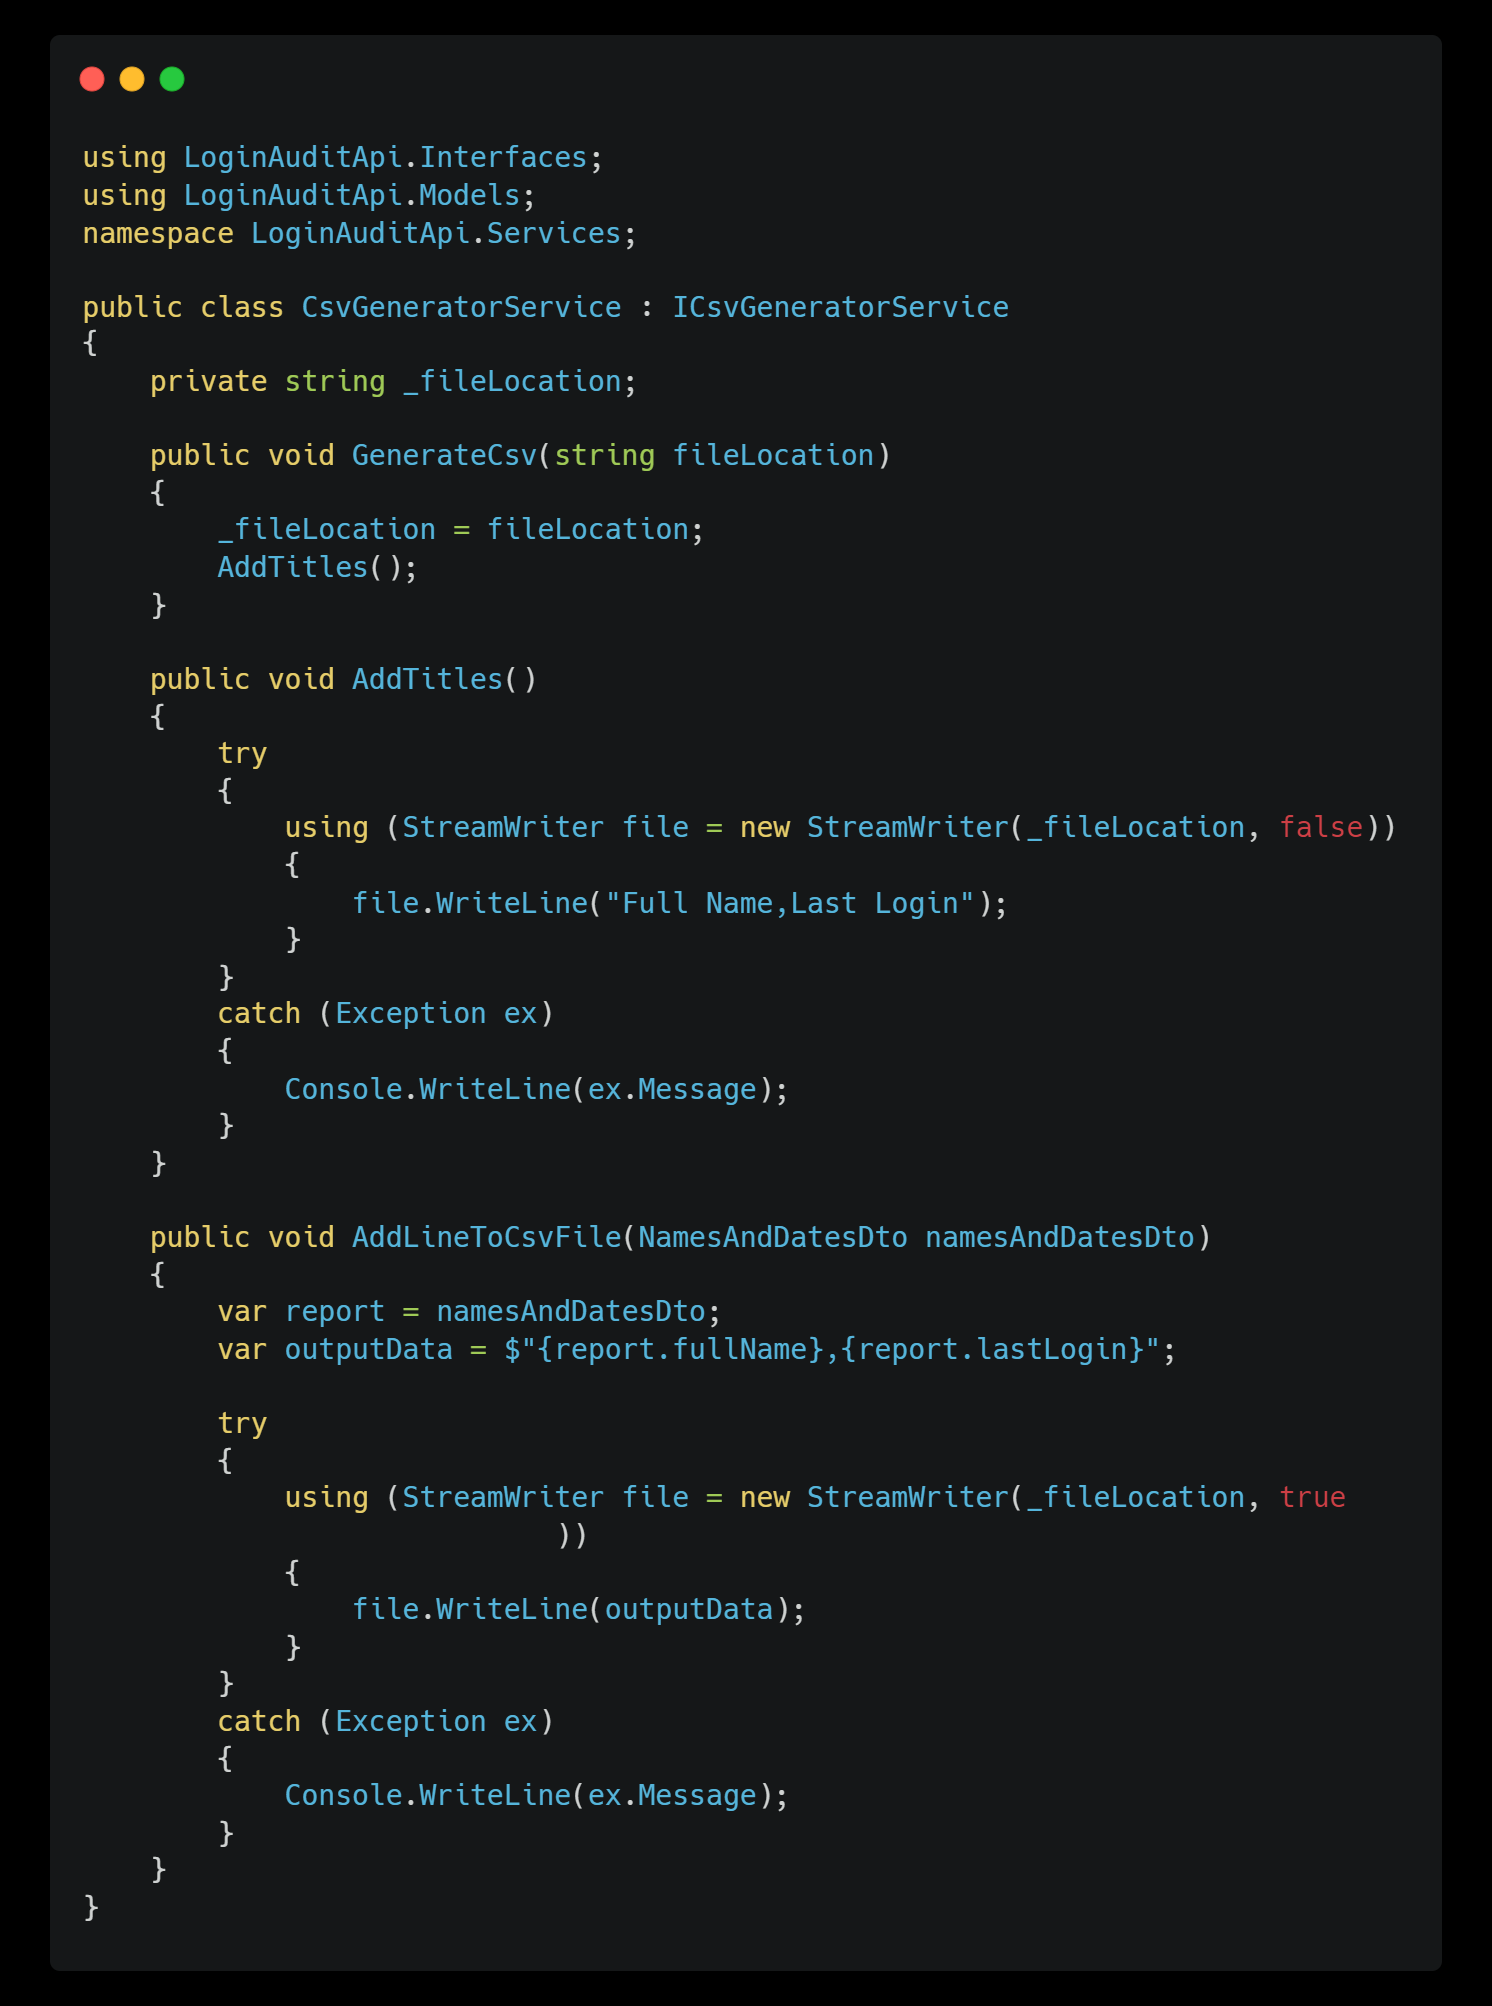 using LoginAuditApi.Interfaces;
using LoginAuditApi.Models;
namespace LoginAuditApi.Services;

public class CsvGeneratorService : ICsvGeneratorService
{
    private string _fileLocation;

    public void GenerateCsv(string fileLocation)
    {
        _fileLocation = fileLocation;
        AddTitles();
    }

    public void AddTitles()
    {
        try
        {
            using (StreamWriter file = new StreamWriter(_fileLocation, false))
            {
                file.WriteLine("Full Name,Last Login");
            }
        }
        catch (Exception ex)
        {
            Console.WriteLine(ex.Message);
        }
    }

    public void AddLineToCsvFile(NamesAndDatesDto namesAndDatesDto)
    {
        var report = namesAndDatesDto;
        var outputData = $"{report.fullName},{report.lastLogin}";

        try
        {
            using (StreamWriter file = new StreamWriter(_fileLocation, true
                            ))
            {
                file.WriteLine(outputData);
            }
        }
        catch (Exception ex)
        {
            Console.WriteLine(ex.Message);
        }
    }
}